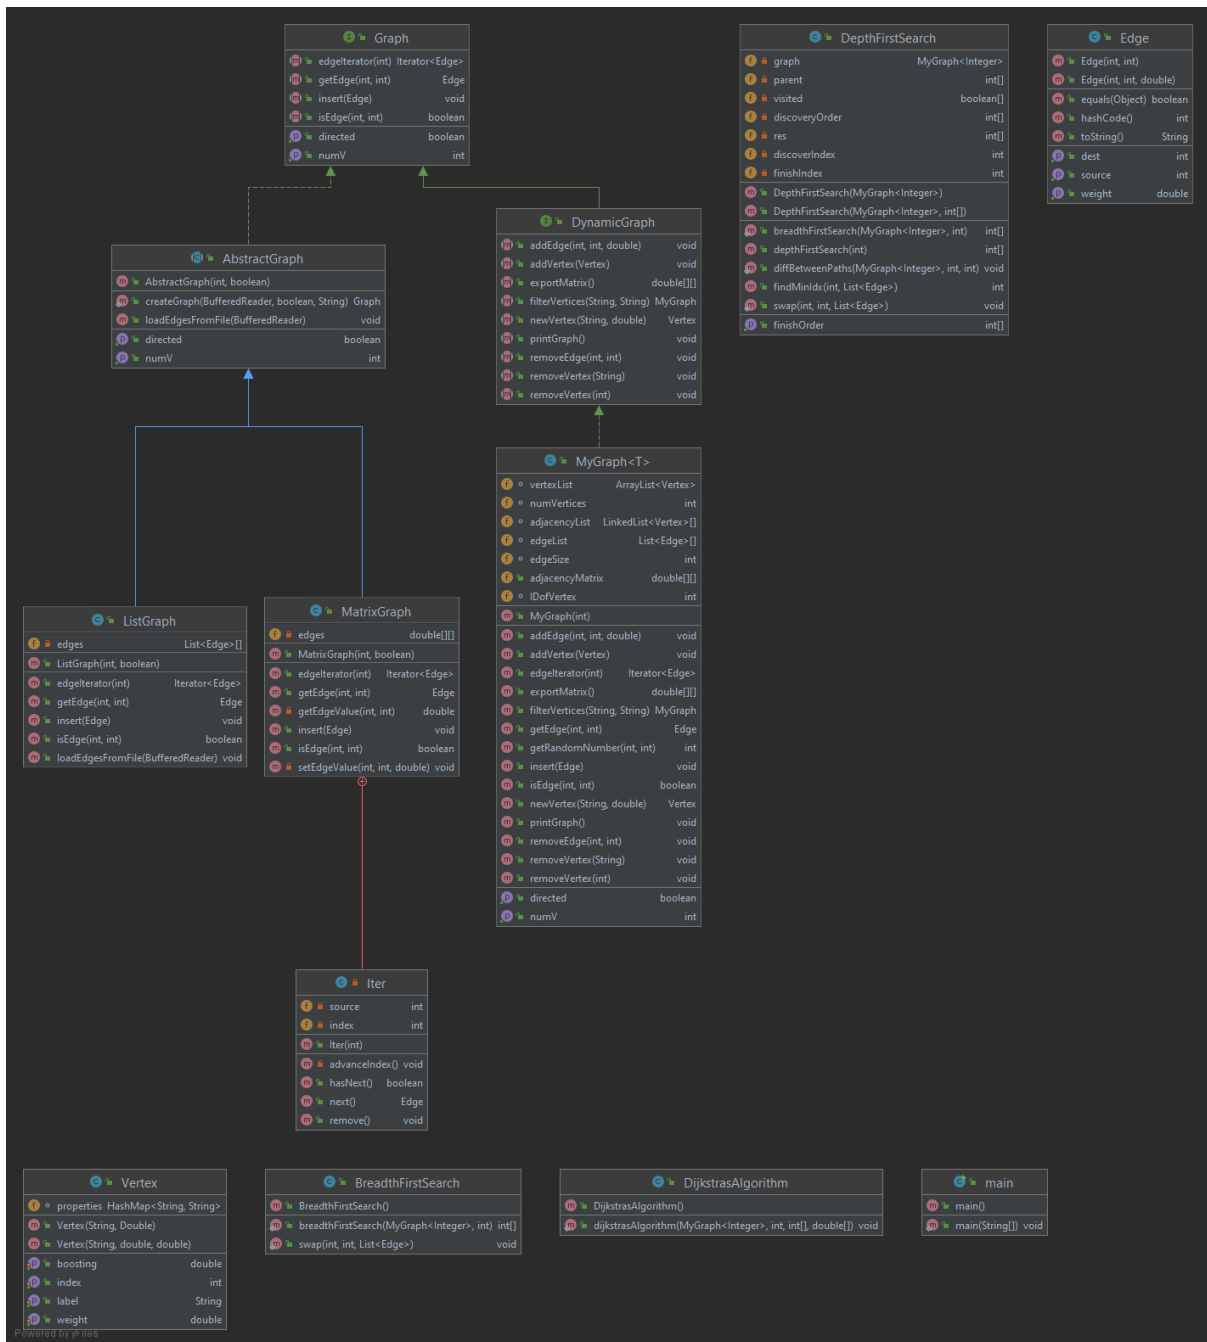 Graph
edgeIterator(int) Iterator<Edge>
getEdge(int, int) Edge
insert(Edge) void
isEdge(int, int) boolean
directed boolean
numV int
DepthFirstSearch
graph MyGraph<Integer>
parent int[]
visited boolean[]
discoveryOrder int[]
res int[]
discoverIndex int
finishIndex int
DepthFirstSearch(MyGraph<Integer>)
DepthFirstSearch(MyGraph<Integer>, int[])
breadthFirstSearch(MyGraph<Integer>, int) int[]
depthFirstSearch(int) int[]
diffBetweenPaths(MyGraph<Integer>, int, int) void
findMinIdx(int, List<Edge>) int
swap(int, int, List<Edge>) void
finishOrder int[]
Edge
Edge(int, int)
Edge(int, int, double)
equals(Object) boolean
hashCode() int
toString() String
dest int
source int
weight double
AbstractGraph
AbstractGraph(int, boolean)
createGraph(BufferedReader, boolean, String) Graph
loadEdgesFromFile(BufferedReader) void
directed boolean
numV int
DynamicGraph
addEdge(int, int, double) void
addVertex(Vertex) void
exportMatrix() double[][]
filterVertices(String, String) MyGraph
newVertex(String, double) Vertex
printGraph() void
removeEdge(int, int) void
removeVertex(String) void
removeVertex(int) void
MyGraph<T>
vertexList ArrayList<Vertex>
numVertices int
adjacencyList LinkedList<Vertex>[]
edgeList List<Edge>[]
edgeSize int
adjacencyMatrix double[][]
IDofVertex int
MyGraph(int)
addEdge(int, int, double) void
addVertex(Vertex) void
edgeIterator(int) Iterator<Edge>
exportMatrix() double[][]
filterVertices(String, String) MyGraph
getEdge(int, int) Edge
getRandomNumber(int, int) int
insert(Edge) void
isEdge(int, int) boolean
newVertex(String, double) Vertex
printGraph() void
removeEdge(int, int) void
removeVertex(String) void
removeVertex(int) void
directed boolean
numV int
ListGraph
edges List<Edge>[]
ListGraph(int, boolean)
edgeIterator(int) Iterator<Edge>
getEdge(int, int) Edge
insert(Edge) void
isEdge(int, int) boolean
loadEdgesFromFile(BufferedReader) void
MatrixGraph
edges double[][]
MatrixGraph(int, boolean)
edgeIterator(int) Iterator<Edge>
getEdge(int, int) Edge
getEdgeValue(int, int) double
insert(Edge) void
isEdge(int, int) boolean
setEdgeValue(int, int, double) void
Iter
source int
index int
Iter(int)
advanceIndex() void
hasNext() boolean
next() Edge
remove() void
Vertex
properties HashMap<String, String>
Vertex(String, Double)
Vertex(String, double, double)
boosting double
index int
label String
weight double
BreadthFirstSearch
BreadthFirstSearch()
breadthFirstSearch(MyGraph<Integer>, int) int[]
swap(int, int, List<Edge>) void
DijkstrasAlgorithm
DijkstrasAlgorithm()
dijkstrasAlgorithm(MyGraph<Integer>, int, int[], double[]) void
main
main()
main(String[]) void
Powered by yFiles